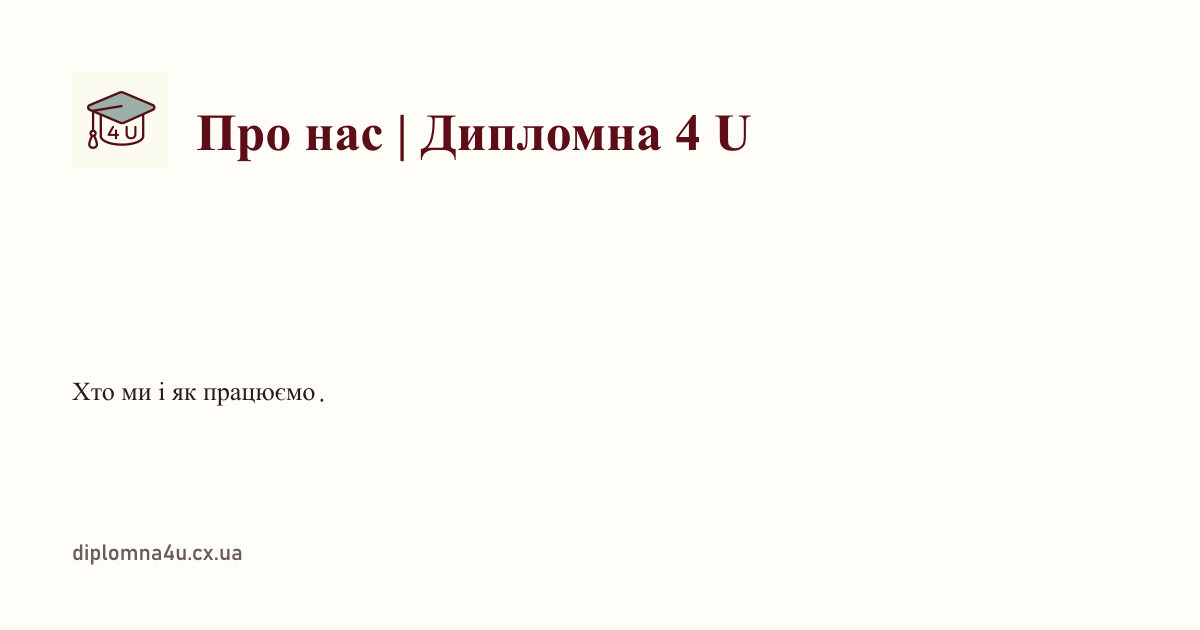 4 U
Про нас | Дипломна 4 U
Хто ми і як працюємо.
diplomna4u.cx.ua